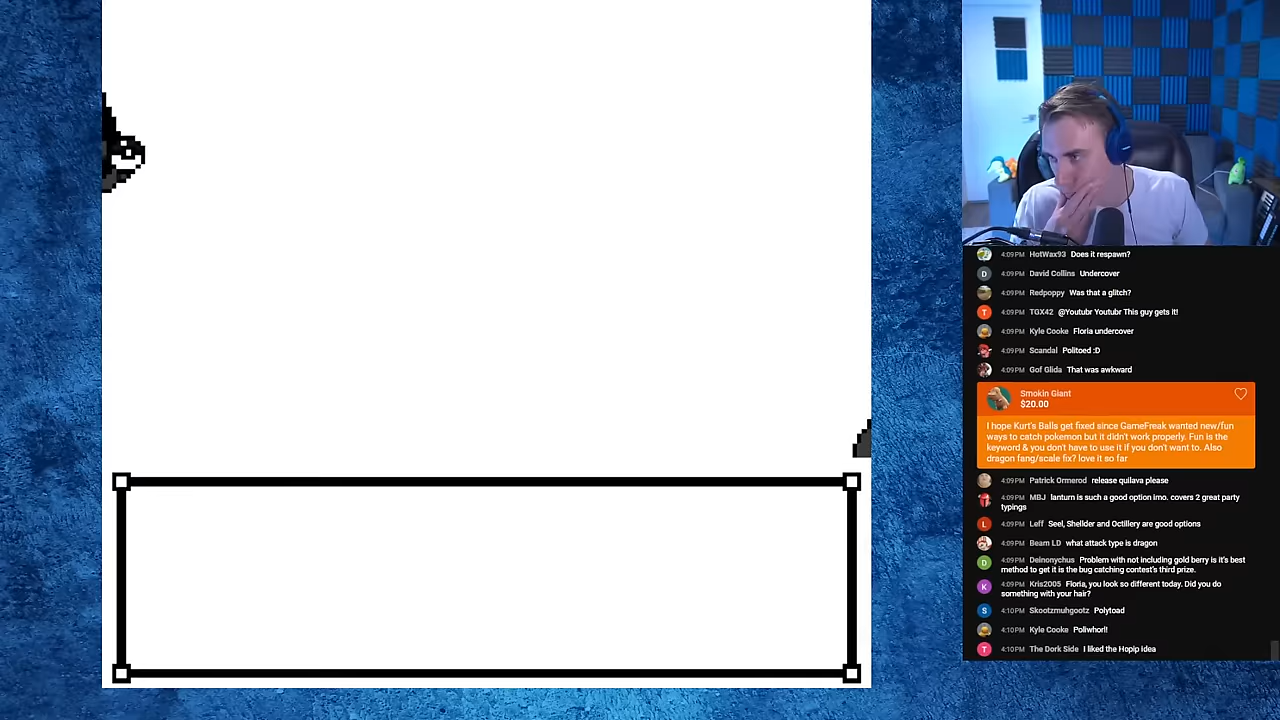 4:09PM HotWax93 Does it respawn?
D 4:09PM David Collins Undercover
4:09PM Redpoppy Was that a glitch?
T 4:09PM TGX42 @Youtubr Youtubr This guy gets it!
4:09PM Kyle Cooke Floria undercover
4:09PM Scandal Politoed :D
4:09PM Gof Glida That was awkward
Smokin Giant
$20.00
I hope Kurt's Balls get fixed since GameFreak wanted new/fun
ways to catch pokemon but it didn't work properly. Fun is the
keyword & you don't have to use it if you don't want to. Also
dragon fang/scale fix? love it so far
4:09PM Patrick Ormerod release quilava please
4:09PM MBJ lanturn is such a good option imo. covers 2 great party
typings
L 4:09PM Leff Seel, Shellder and Octillery are good options
4:09PM Beam LD what attack type is dragon
4:09PM Deinonychus Problem with not including gold berry is it's best
method to get it is the bug catching contest's third prize.
K 4:09PM Kris2005 Floria, you look so different today. Did you do
something with your hair?
S 4:10PM Skootzmuhgootz Polytoad
4:10PM Kyle Cooke Poliwhorl!
T 4:10PM The Dork Side I liked the Hopip idea